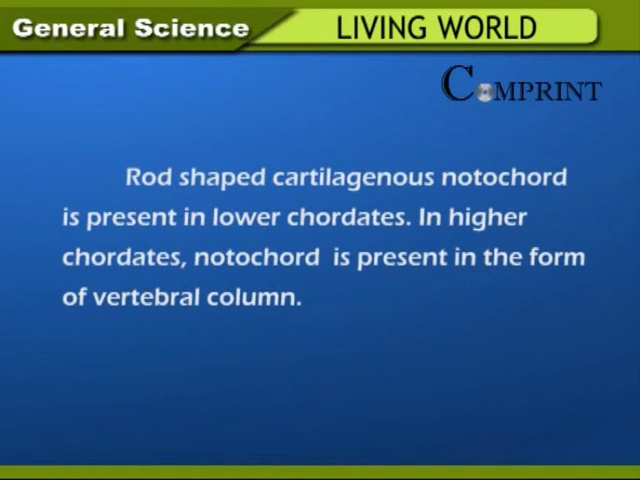 General Science
LIVING WORLD
COMPRINT
Rod shaped cartilagenous notochord
is present in lower chordates. In higher
chordates, notochord is present in the form
of vertebral column.